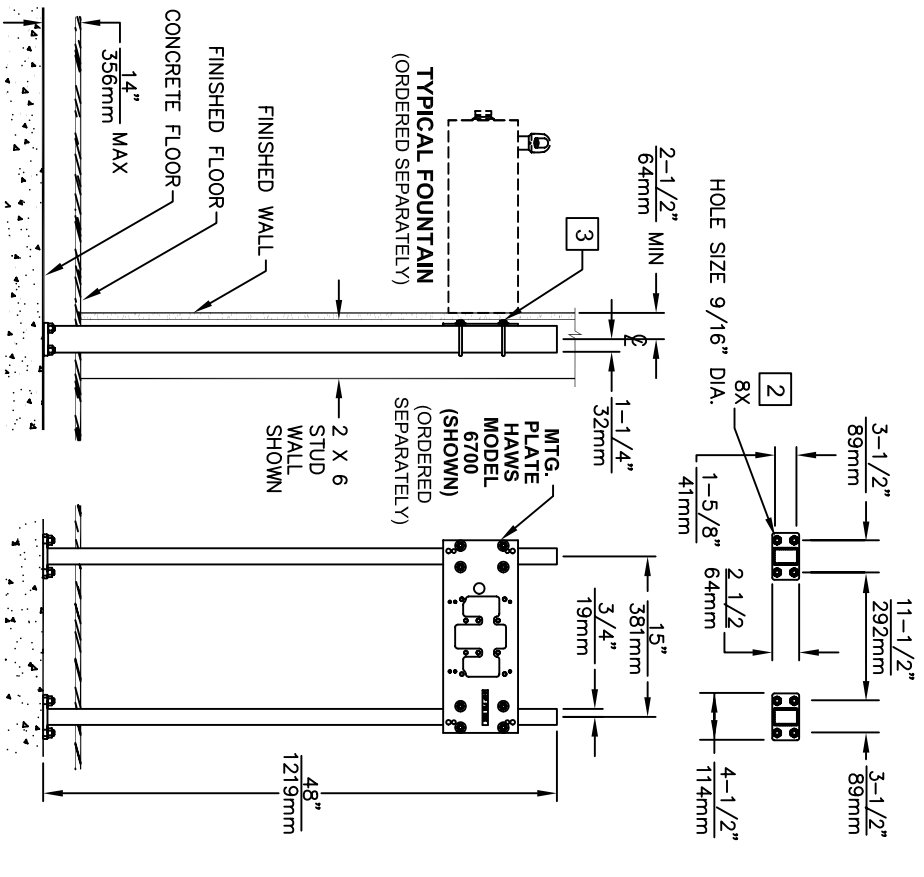 3-1/2"
89mm
11-1/2"
292mm
3-1/2"
89mm
HOLE SIZE 9/16" DIA.
2
8X
1-5/8"
41mm
2 1/2
64mm
4-1/2"
114mm
2-1/2"
64mm
MIN
3
℄
1-1/4"
32mm
15"
381mm
3/4"
19mm
TYPICAL FOUNTAIN
(ORDERED SEPARATELY)
MTG.
PLATE
HAWS
MODEL
6700
(SHOWN)
(ORDERED
SEPARATELY)
FINISHED WALL
2 X 6
STUD
WALL
SHOWN
48"
1219mm
FINISHED FLOOR
CONCRETE FLOOR
14"
356mm
MAX